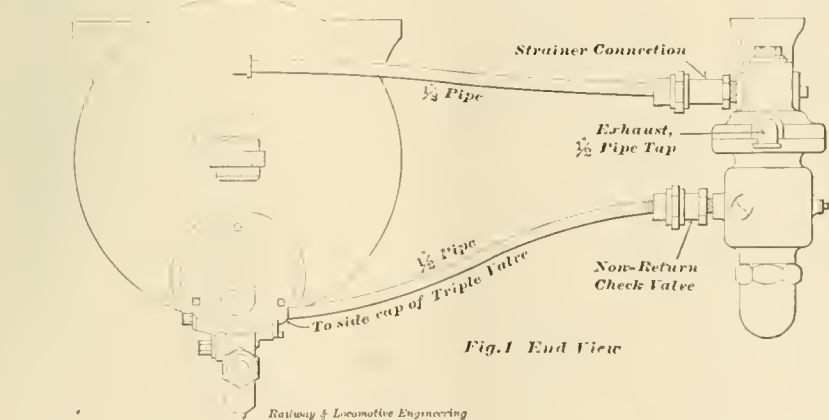 Strainer Connection
½" Pipe
Exhaust,
½" Pipe Tap
½" Pipe
To side cap of Triple Valve
Non-Return
Check Valve
Fig.1 End View
Railway & Locomotive Engineering